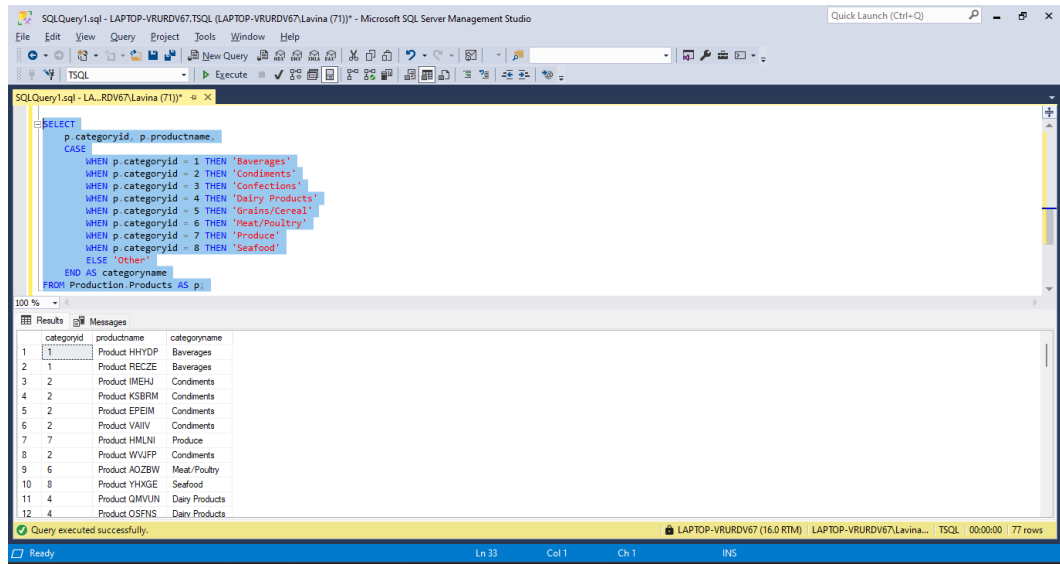 SQLQuery1.sql - LAPTOP-VRURDV67.TSQL (LAPTOP-VRURDV67\Lavina (71))* - Microsoft SQL Server Management Studio
Quick Launch (Ctrl+Q)
File Edit View Query Project Tools Window Help
New Query
TSQL Execute
SQLQuery1.sql - LA...RDV67\Lavina (71))*
SELECT
p.categoryid, p.productname,
CASE
WHEN p.categoryid = 1 THEN 'Baverages'
WHEN p.categoryid = 2 THEN 'Condiments'
WHEN p.categoryid = 3 THEN 'Confections'
WHEN p.categoryid = 4 THEN 'Dairy Products'
WHEN p.categoryid = 5 THEN 'Grains/Cereal'
WHEN p.categoryid = 6 THEN 'Meat/Poultry'
WHEN p.categoryid = 7 THEN 'Produce'
WHEN p.categoryid = 8 THEN 'Seafood'
ELSE 'Other'
END AS categoryname
FROM Production.Products AS p;
100 %
Results Messages
categoryid productname categoryname
1 1 Product HHYDP Baverages
2 1 Product RECZE Baverages
3 2 Product IMEHJ Condiments
4 2 Product KSBRM Condiments
5 2 Product EPEIM Condiments
6 2 Product VAIIV Condiments
7 7 Product HMLNI Produce
8 2 Product WVJFP Condiments
9 6 Product AOZBW Meat/Poultry
10 8 Product YHXGE Seafood
11 4 Product QMVUN Dairy Products
12 4 Product OSFNS Dairy Products
Query executed successfully. LAPTOP-VRURDV67 (16.0 RTM) LAPTOP-VRURDV67\Lavina... TSQL 00:00:00 77 rows
Ready Ln 33 Col 1 Ch 1 INS